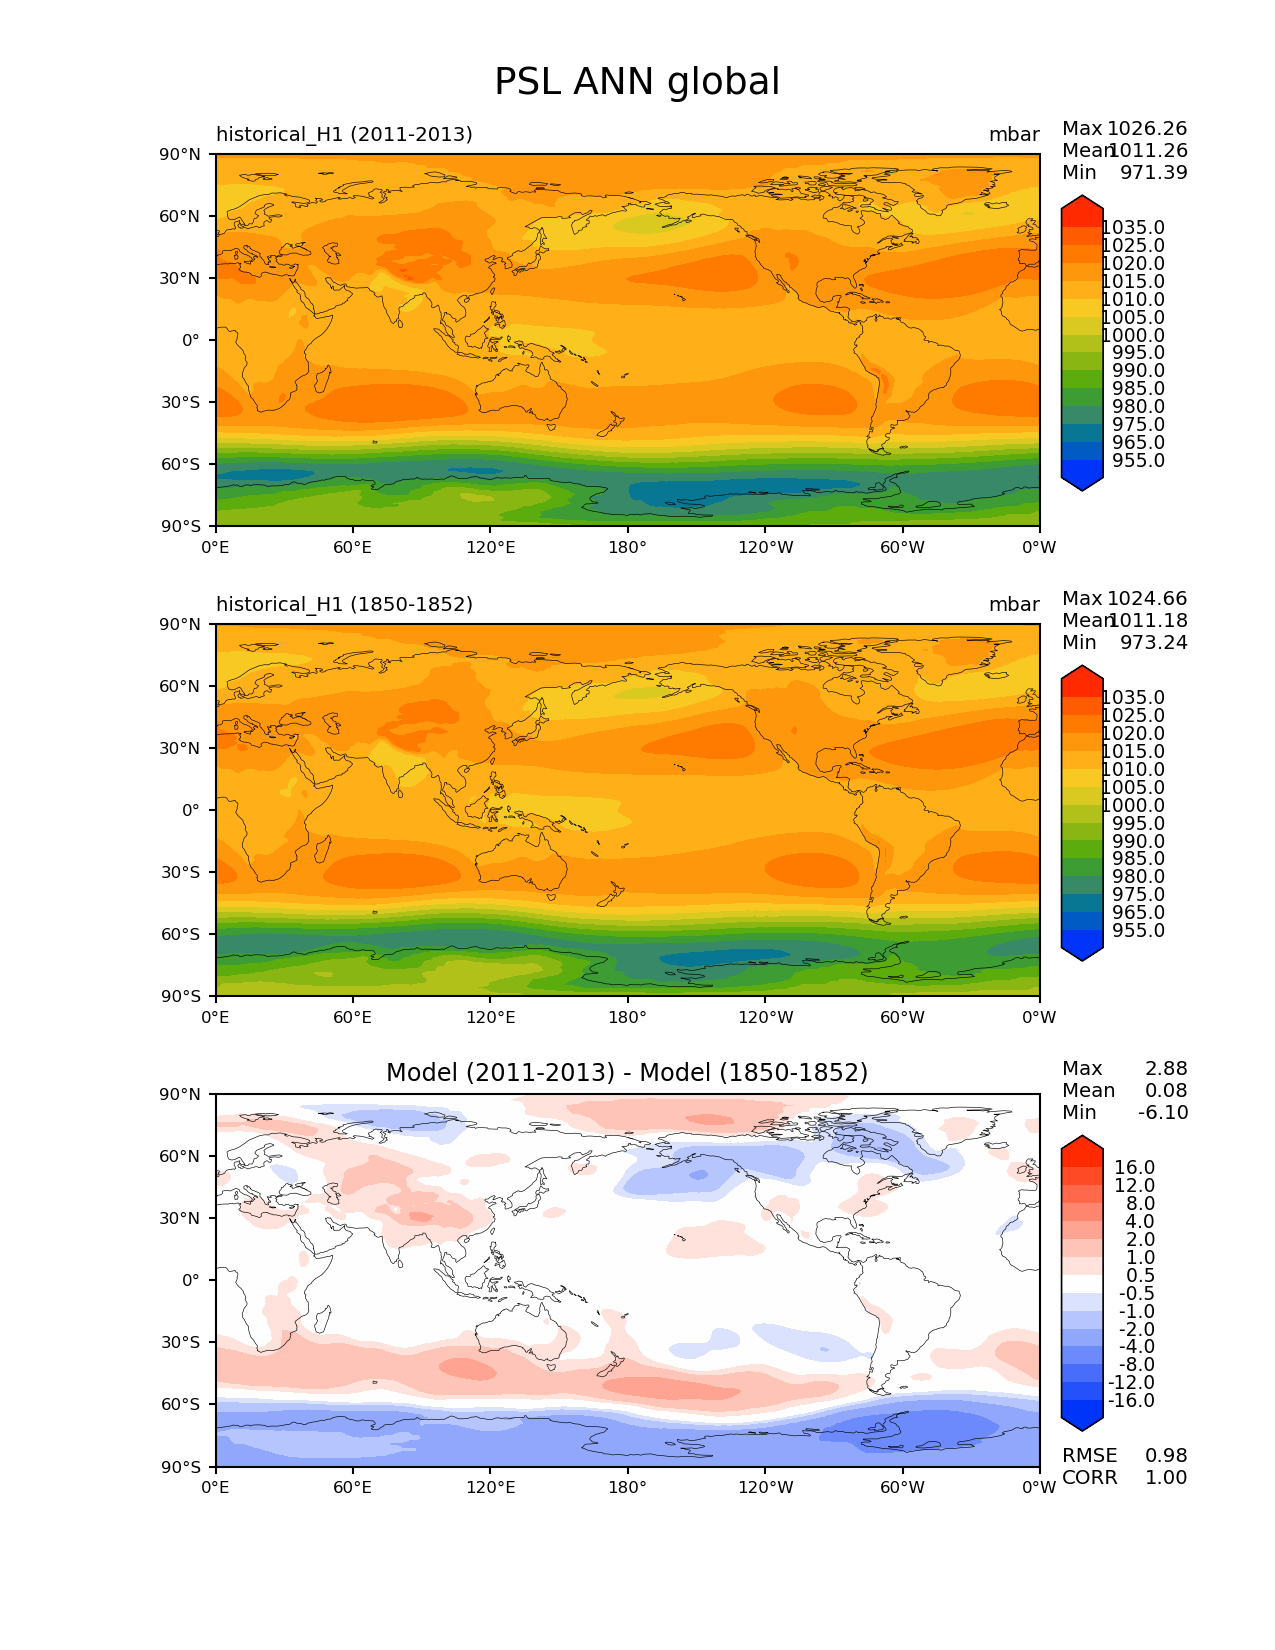 PSL ANN global
historical_H1 (2011-2013) mbar
Max 1026.26
Mean 1011.26
Min 971.39
90°N
60°N
30°N
0°
30°S
60°S
90°S
0°E 60°E 120°E 180° 120°W 60°W 0°W
1035.0
1025.0
1020.0
1015.0
1010.0
1005.0
1000.0
995.0
990.0
985.0
980.0
975.0
965.0
955.0
historical_H1 (1850-1852) mbar
Max 1024.66
Mean 1011.18
Min 973.24
90°N
60°N
30°N
0°
30°S
60°S
90°S
0°E 60°E 120°E 180° 120°W 60°W 0°W
1035.0
1025.0
1020.0
1015.0
1010.0
1005.0
1000.0
995.0
990.0
985.0
980.0
975.0
965.0
955.0
Model (2011-2013) - Model (1850-1852)
Max 2.88
Mean 0.08
Min -6.10
90°N
60°N
30°N
0°
30°S
60°S
90°S
0°E 60°E 120°E 180° 120°W 60°W 0°W
16.0
12.0
8.0
4.0
2.0
1.0
0.5
-0.5
-1.0
-2.0
-4.0
-8.0
-12.0
-16.0
RMSE 0.98
CORR 1.00